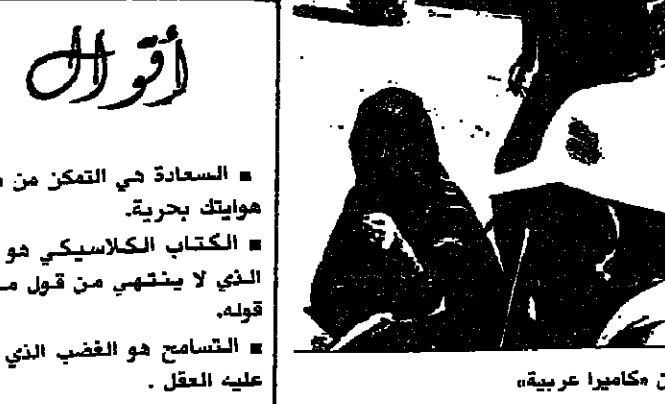 أقوال
■ السعادة هي التمكن من
هوايتك بحرية.
■ الكتاب الكلاسيكي هو
الذي لا ينتهي من قول
قوله.
■ التسامح هو الغضب الذي
عليه العقل .
«كاميرا عربية»